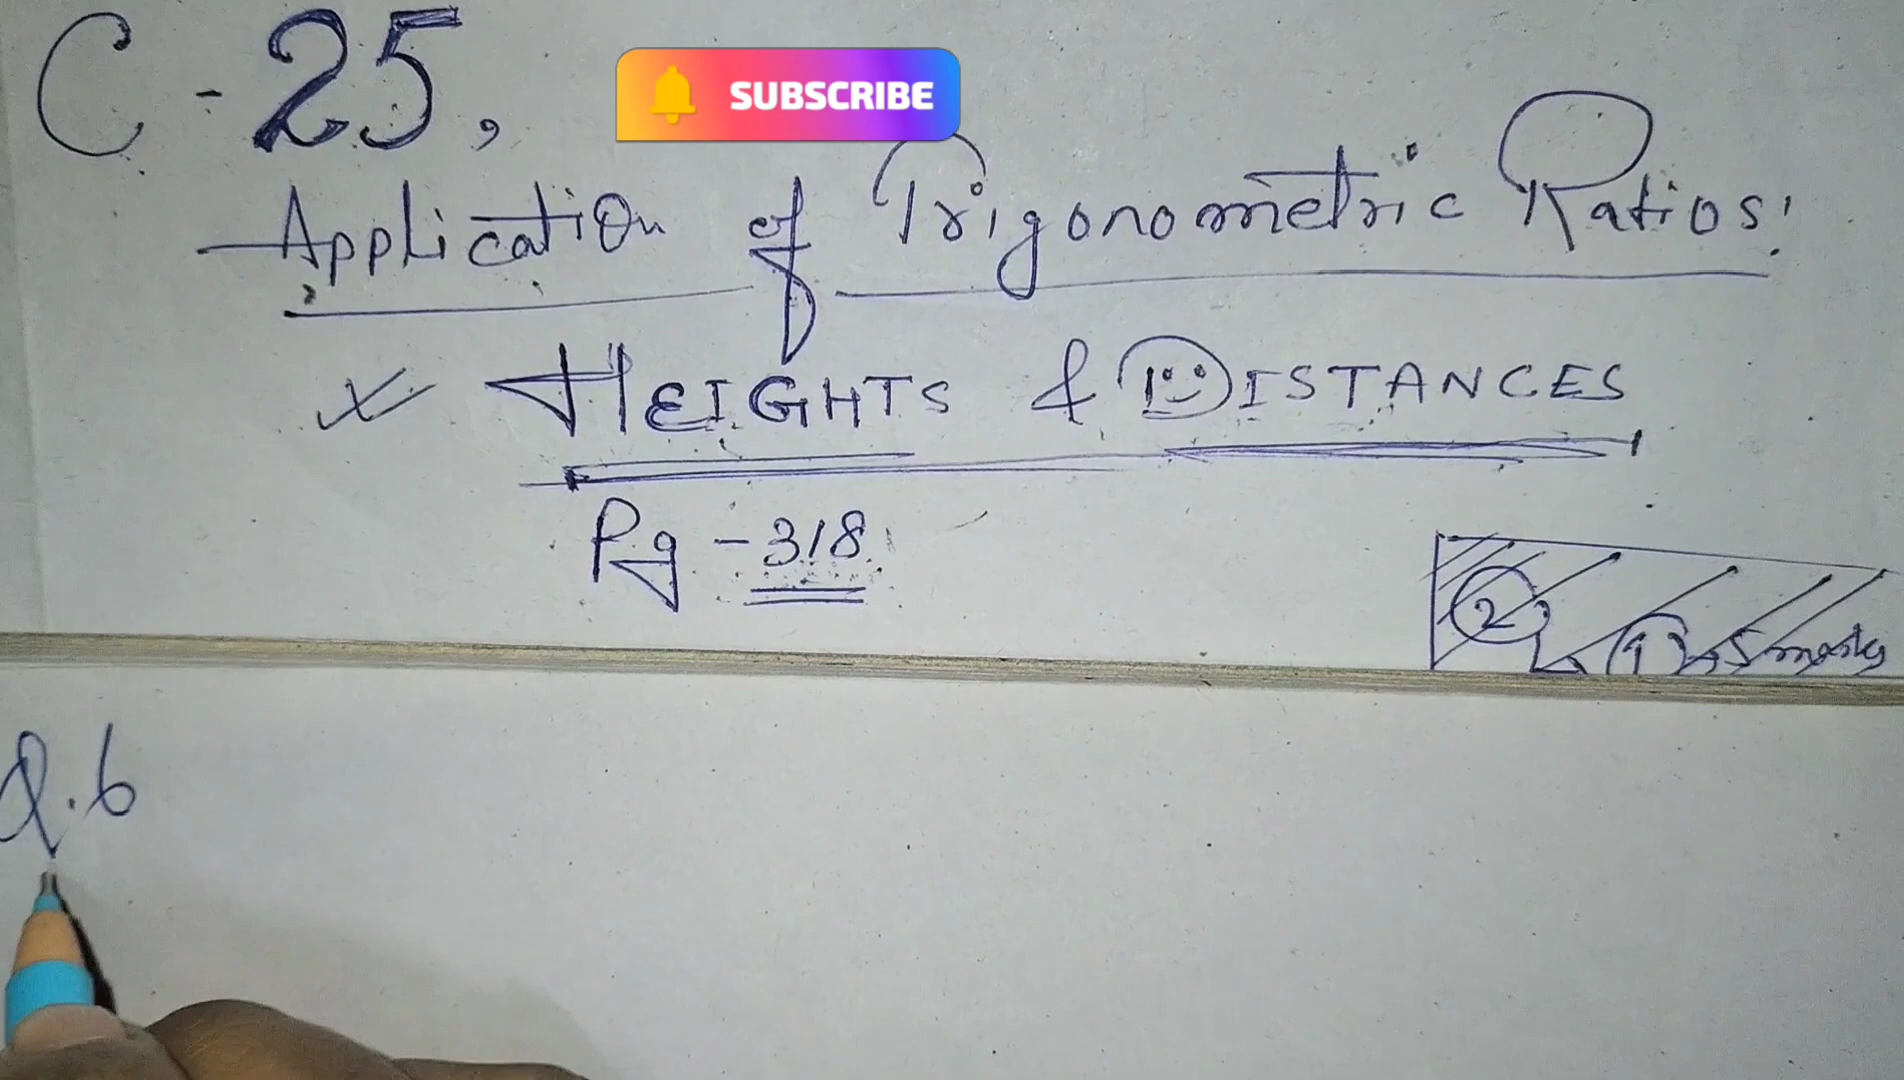 C-25,
SUBSCRIBE
Application of Trigonometric Ratios!
HEIGHTS & DISTANCES
Pg - 318
2
1 5 marks
Q.6